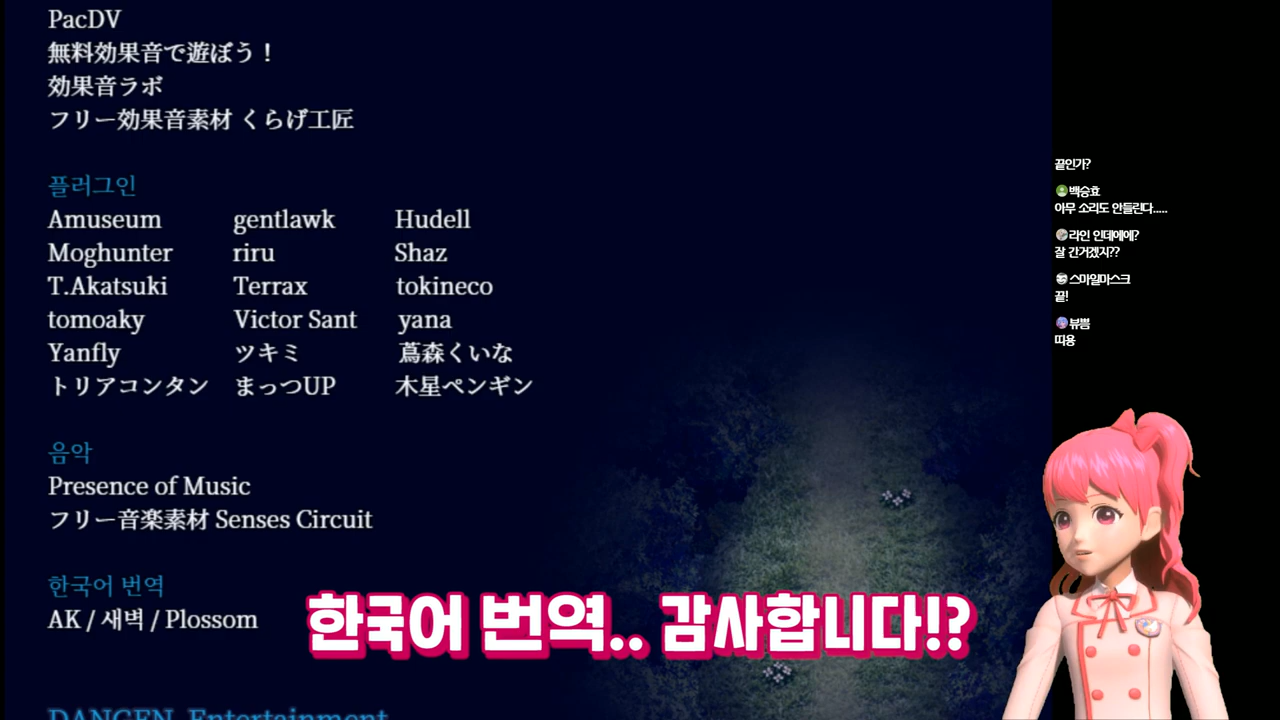 PacDV
無料効果音で遊ぼう！
効果音ラボ
フリー効果音素材 くらげ工匠
플러그인
Amuseum gentlawk Hudell
Moghunter riru Shaz
T.Akatsuki Terrax tokineco
tomoaky Victor Sant yana
Yanfly ツキミ 蔦森くいな
トリアコンタン まっつUP 木星ペンギン
음악
Presence of Music
フリー音楽素材 Senses Circuit
한국어 번역
AK / 새벽 / Plossom
DANGEN Entertainment
한국어 번역.. 감사합니다!?
끝인가?
백승효
아무 소리도 안들린다.....
라인 인데에에?
잘 간거겠지??
스마일마스크
끝!
뷰쁨
띠용